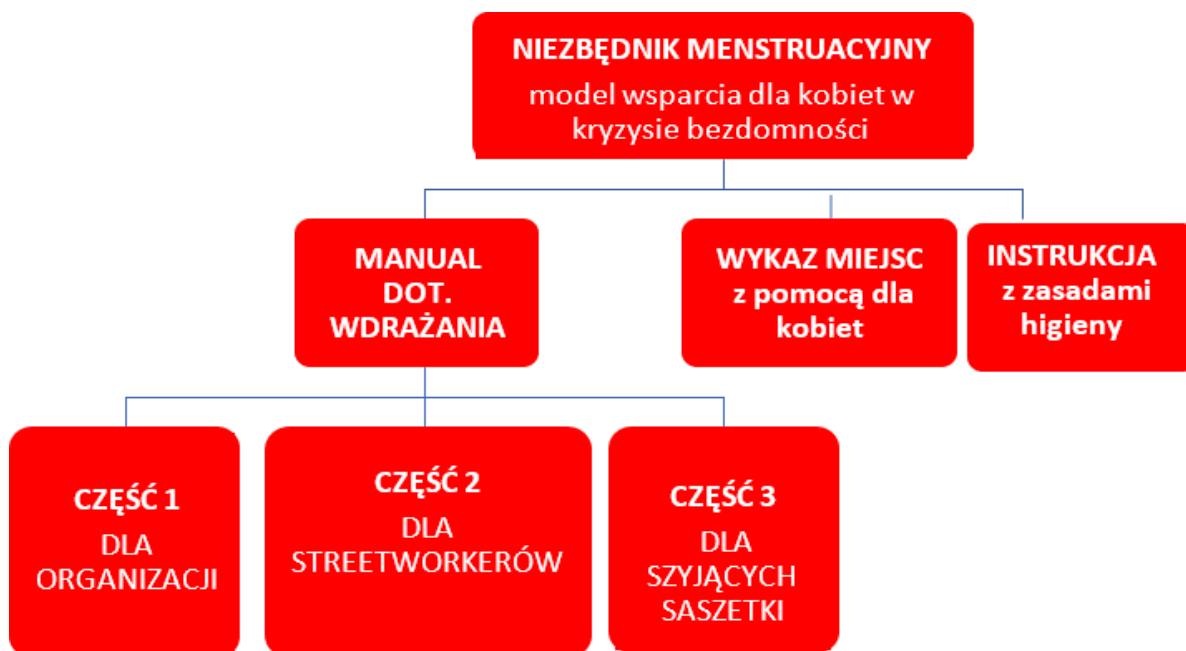 NIEZBĘDNIK MENSTRUACYJNY
model wsparcia dla kobiet w
kryzysie bezdomności
MANUAL
DOT.
WDRAŻANIA
WYKAZ MIEJSC
z pomocą dla
kobiet
INSTRUKCJA
z zasadami
higieny
CZĘŚĆ 1
DLA
ORGANIZACJI
CZĘŚĆ 2
DLA
STREETWORKERÓW
CZĘŚĆ 3
DLA
SZYJĄCYCH
SASZETKI